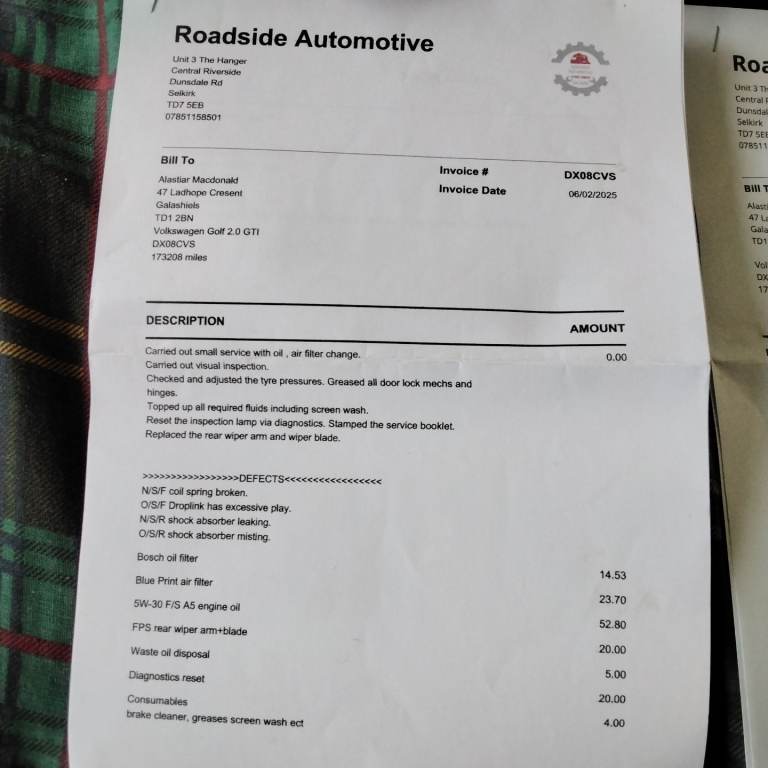 Roadside Automotive
Unit 3 The Hanger
Central Riverside
Dunsdale Rd
Selkirk
TD7 5EB
07851158501
Bill To
Alastiar Macdonald
47 Ladhope Cresent
Galashiels
TD1 2BN
Volkswagen Golf 2.0 GTI
DX08CVS
173208 miles
Invoice # DX08CVS
Invoice Date 06/02/2025
DESCRIPTION AMOUNT
Carried out small service with oil , air filter change. 0.00
Carried out visual inspection.
Checked and adjusted the tyre pressures. Greased all door lock mechs and
hinges.
Topped up all required fluids including screen wash.
Reset the inspection lamp via diagnostics. Stamped the service booklet.
Replaced the rear wiper arm and wiper blade.
>>>>>>>>>>>>>>>>>DEFECTS<<<<<<<<<<<<<<<<<
N/S/F coil spring broken.
O/S/F Droplink has excessive play.
N/S/R shock absorber leaking.
O/S/R shock absorber misting.
Bosch oil filter 14.53
Blue Print air filter 23.70
5W-30 F/S A5 engine oil 52.80
FPS rear wiper arm+blade 20.00
Waste oil disposal 5.00
Diagnostics reset 20.00
Consumables 4.00
brake cleaner, greases screen wash ect
Roa
Unit 3 Th
Central R
Dunsdal
Selkirk
TD7 5EB
07851
Bill T
Alasti
47 La
Gala
TD1
Vol
DX
17